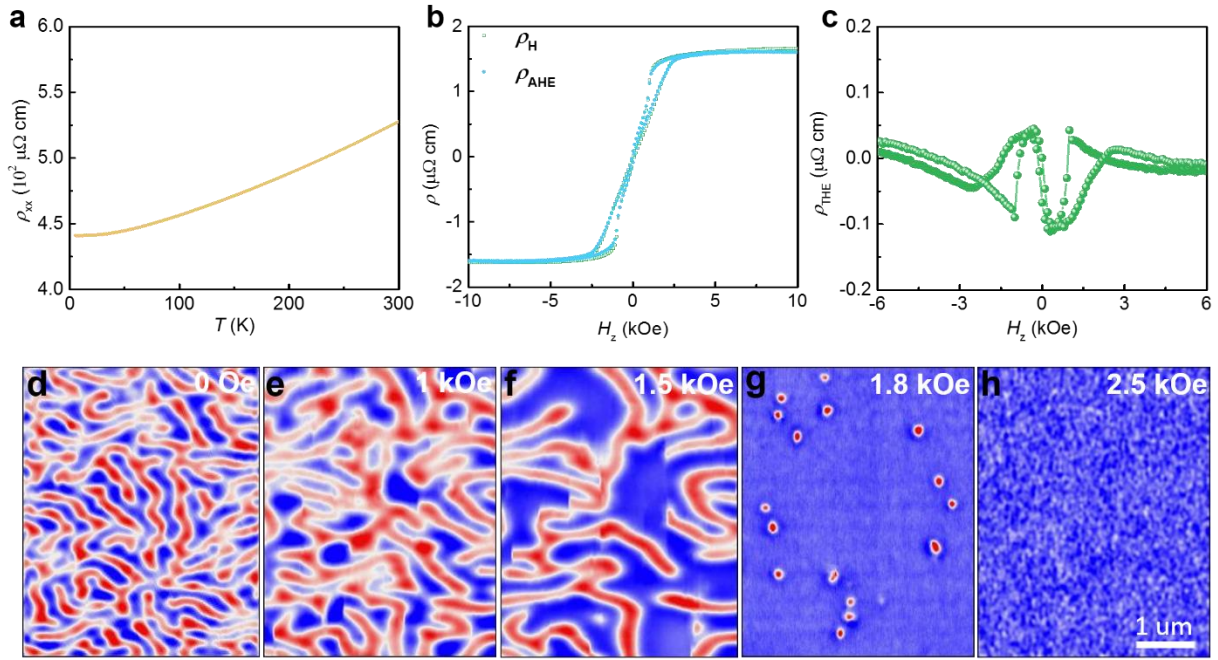 a
6.0
5.5
5.0
4.5
4.0
ρxx (10² μΩ cm)
0
100
200
300
T (K)
b
2
1
0
-1
-2
ρ (μΩ cm)
ρH
ρAHE
-10
-5
0
5
10
Hz (kOe)
c
0.2
0.1
0.0
-0.1
-0.2
ρTHE (μΩ cm)
-6
-3
0
3
6
Hz (kOe)
d
0 Oe
e
1 kOe
f
1.5 kOe
g
1.8 kOe
h
2.5 kOe
1 um